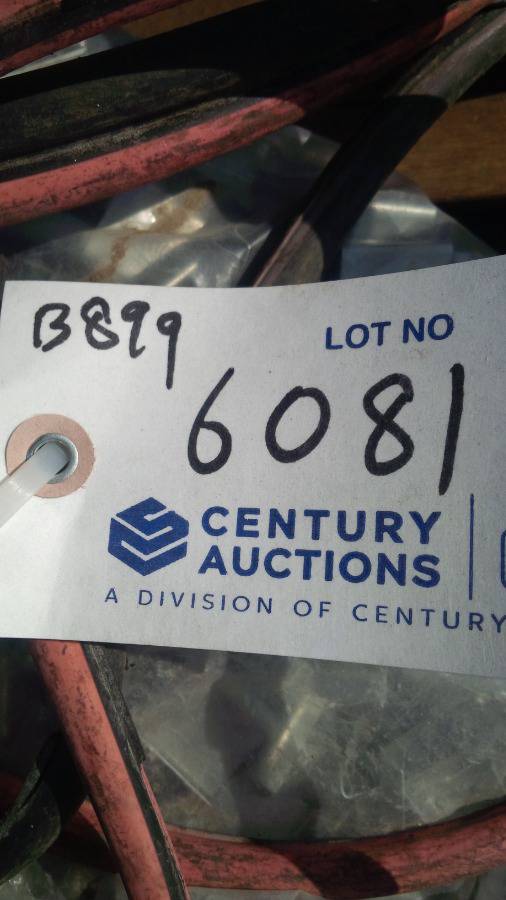 B899
LOT NO
6081
CENTURY
AUCTIONS
A DIVISION OF CENTURY